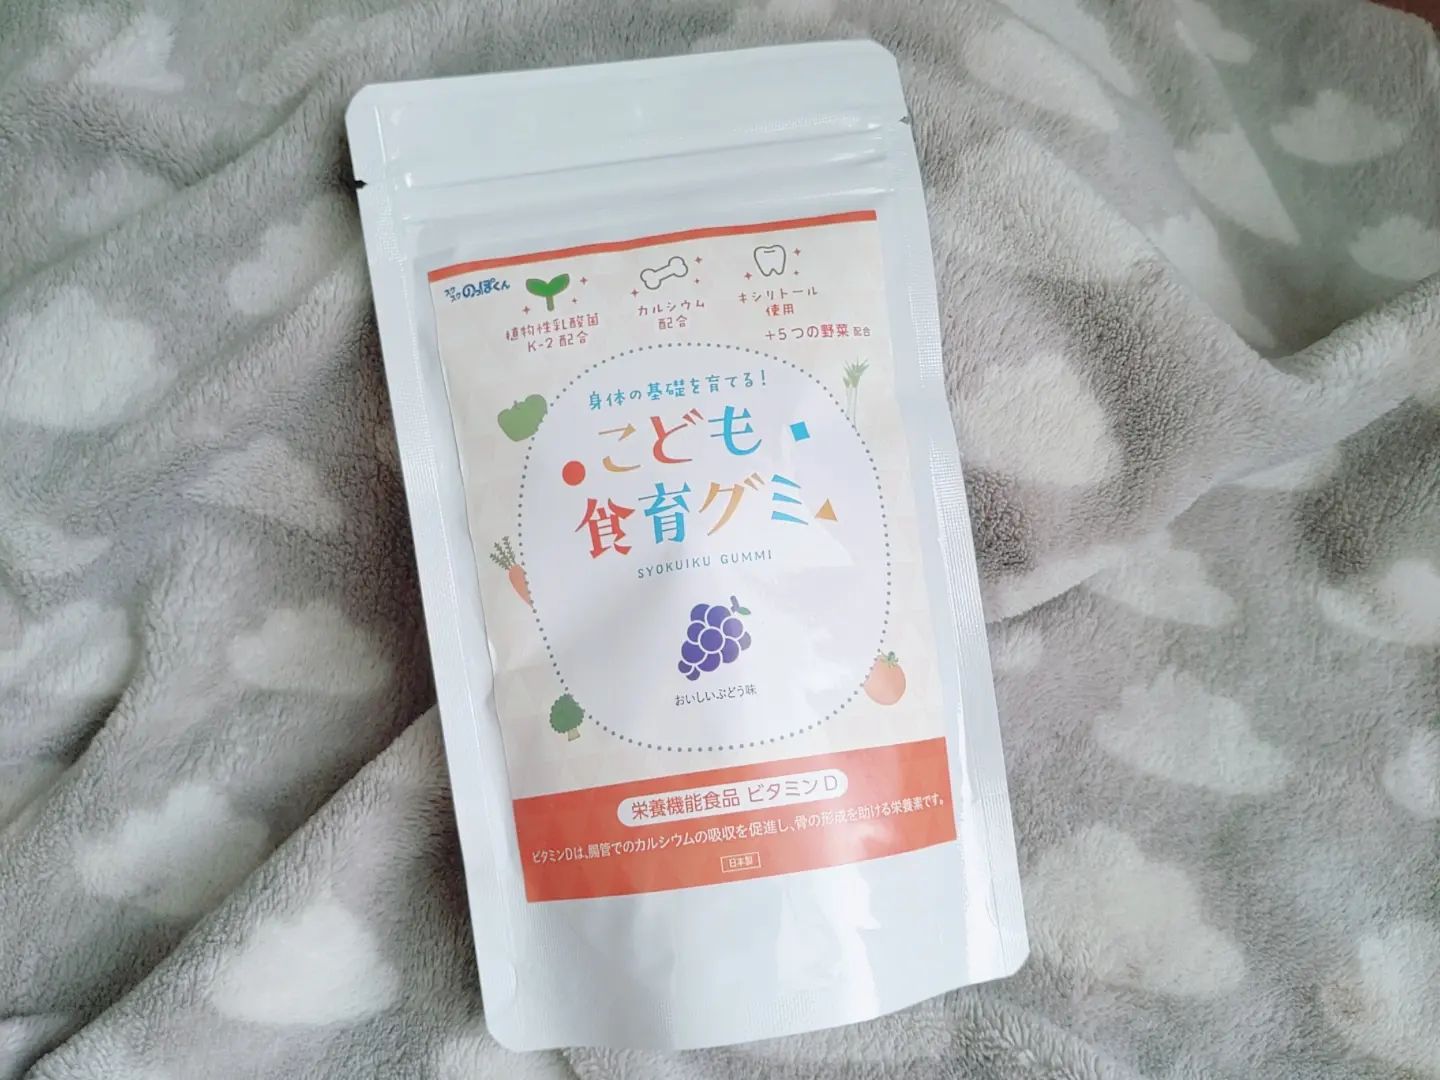 スクスクのっぽくん
植物性乳酸菌
K-2 配合
カルシウム
配合
キシリトール
使用
+5つの野菜 配合
身体の基礎を育てる!
こども
食育グミ
SYOKUIKU GUMMI
おいしいぶどう味
栄養機能食品 ビタミンD
ビタミンDは、腸管でのカルシウムの吸収を促進し、骨の形成を助ける栄養素です。
日本製